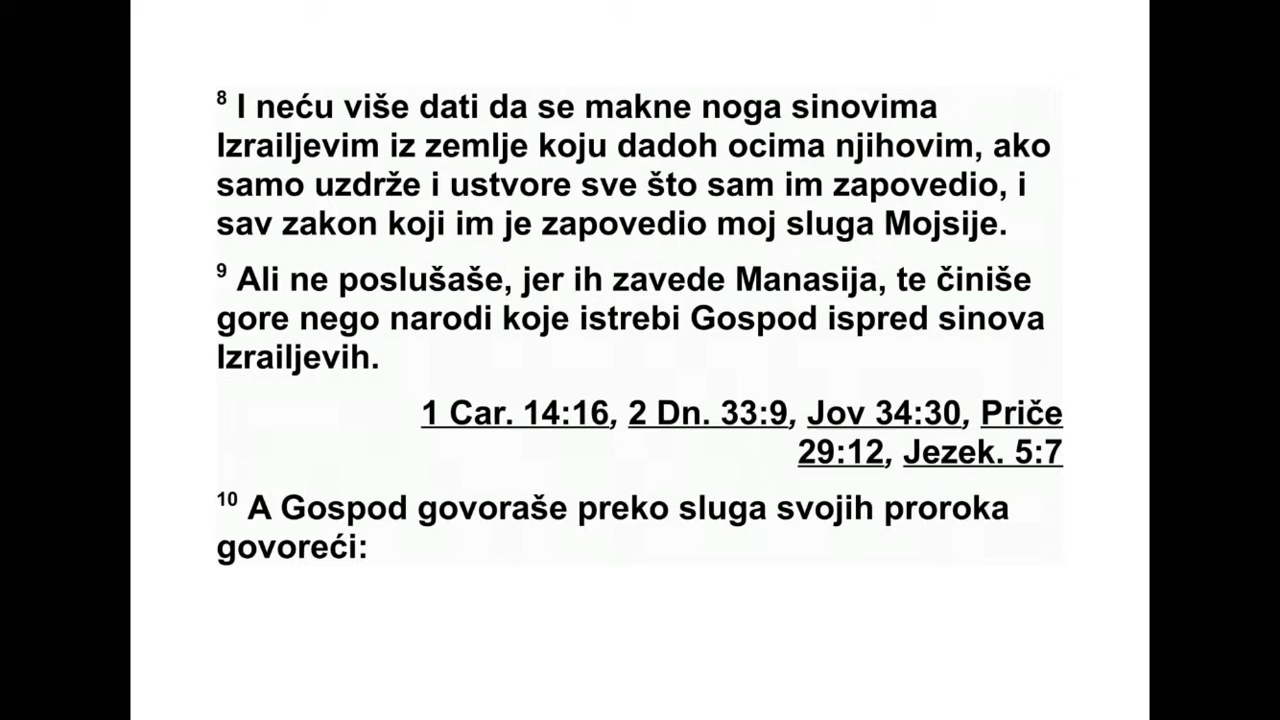 8 I neću više dati da se makne noga sinovima
Izrailjevim iz zemlje koju dadoh ocima njihovim, ako
samo uzdrže i ustvore sve što sam im zapovedio, i
sav zakon koji im je zapovedio moj sluga Mojsije.
9 Ali ne poslušaše, jer ih zavede Manasija, te činiše
gore nego narodi koje istrebi Gospod ispred sinova
Izrailjevih.
1 Car. 14:16, 2 Dn. 33:9, Jov 34:30, Priče
29:12, Jezek. 5:7
10 A Gospod govoraše preko sluga svojih proroka
govoreći: